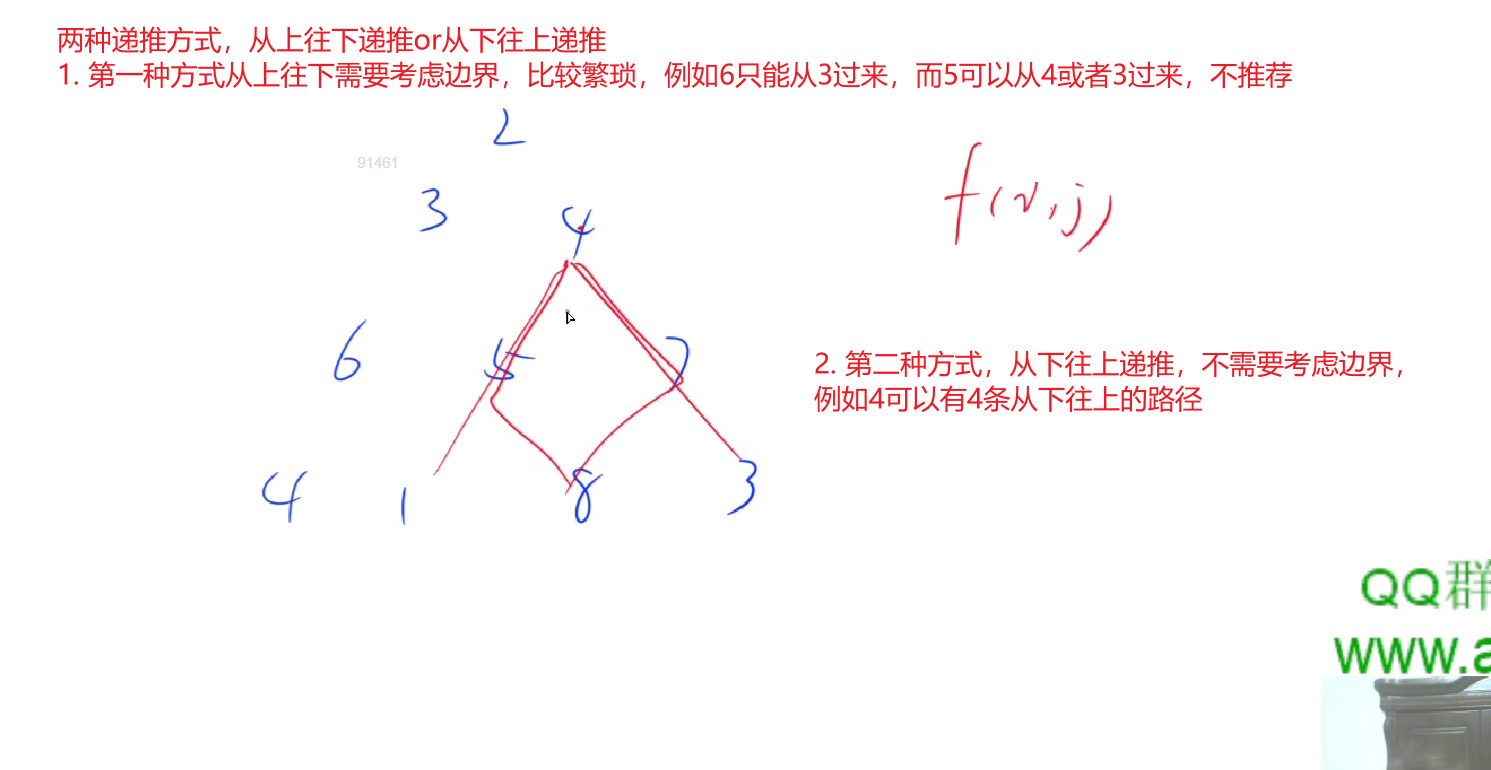 两种递推方式，从上往下递推or从下往上递推
1. 第一种方式从上往下需要考虑边界，比较繁琐，例如6只能从3过来，而5可以从4或者3过来，不推荐
2
91461
3 4
f(i,j)
6 5 7
2. 第二种方式，从下往上递推，不需要考虑边界，
例如4可以有4条从下往上的路径
4 1 8 3
QQ群
www.a